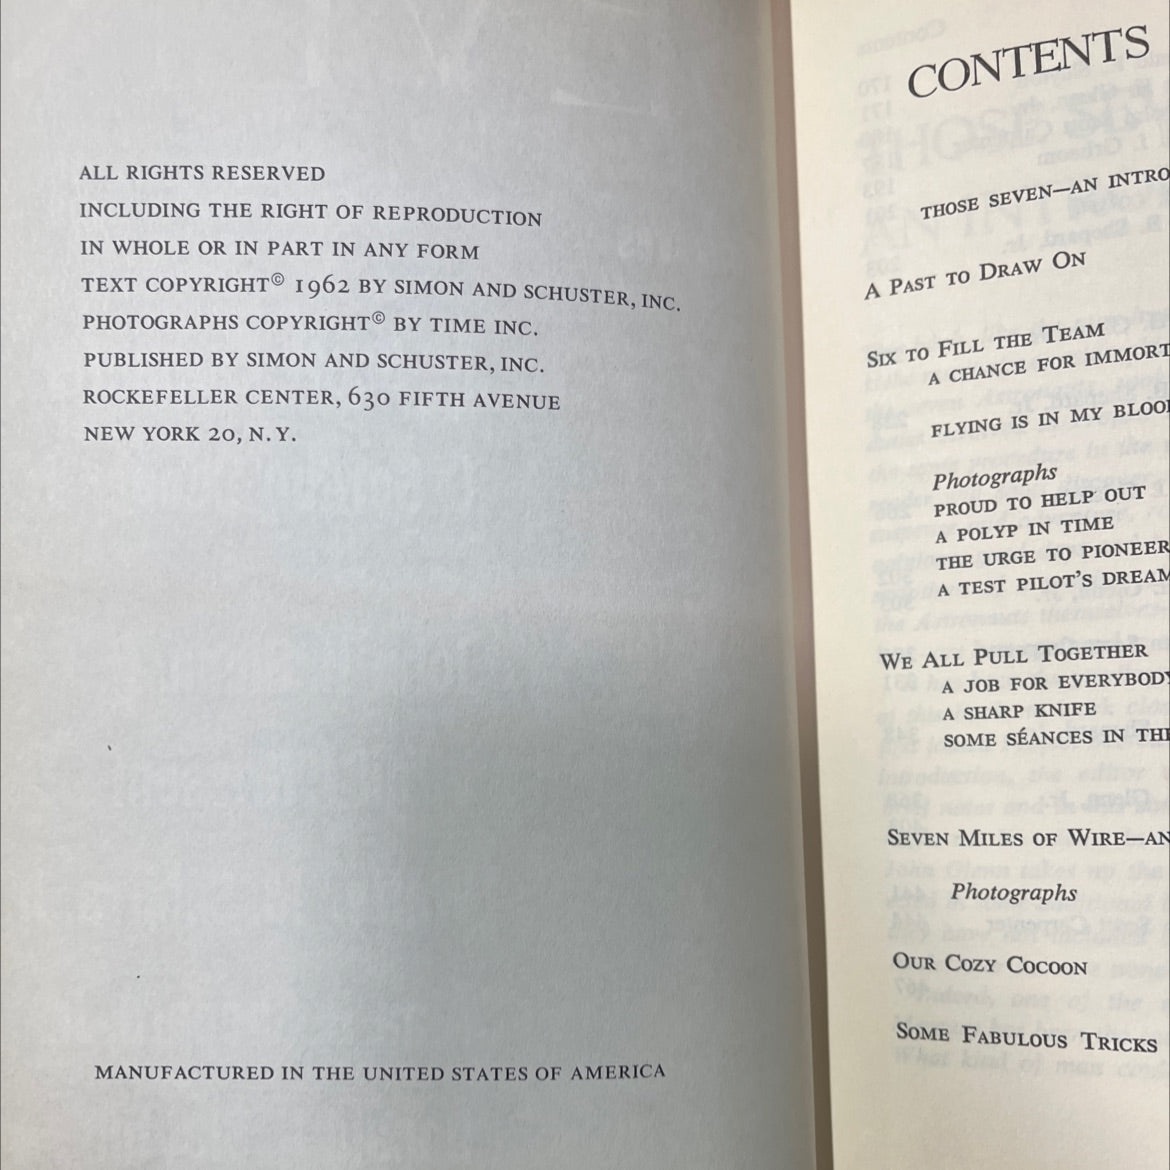 ALL RIGHTS RESERVED
INCLUDING THE RIGHT OF REPRODUCTION
IN WHOLE OR IN PART IN ANY FORM
TEXT COPYRIGHT© 1962 BY SIMON AND SCHUSTER, INC.
PHOTOGRAPHS COPYRIGHT© BY TIME INC.
PUBLISHED BY SIMON AND SCHUSTER, INC.
ROCKEFELLER CENTER, 630 FIFTH AVENUE
NEW YORK 20, N. Y.
MANUFACTURED IN THE UNITED STATES OF AMERICA
CONTENTS
THOSE SEVEN—AN INTRO
A PAST TO DRAW ON
SIX TO FILL THE TEAM
A CHANCE FOR IMMORT
FLYING IS IN MY BLOO
Photographs
PROUD TO HELP OUT
A POLYP IN TIME
THE URGE TO PIONEER
A TEST PILOT'S DREAM
WE ALL PULL TOGETHER
A JOB FOR EVERYBODY
A SHARP KNIFE
SOME SÉANCES IN THE
SEVEN MILES OF WIRE—AN
Photographs
OUR COZY COCOON
SOME FABULOUS TRICKS